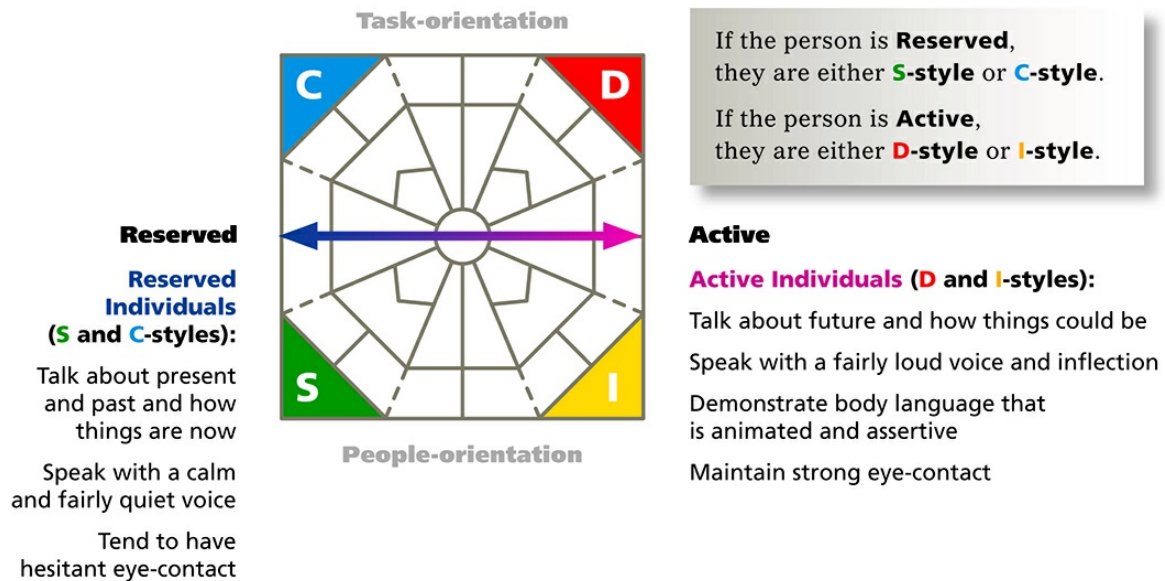 Task-orientation
C
D
If the person is Reserved,
they are either S-style or C-style.
If the person is Active,
they are either D-style or I-style.
Reserved
Reserved
Individuals
(S and C-styles):
Talk about present
and past and how
things are now
Speak with a calm
and fairly quiet voice
Tend to have
hesitant eye-contact
S
I
People-orientation
Active
Active Individuals (D and I-styles):
Talk about future and how things could be
Speak with a fairly loud voice and inflection
Demonstrate body language that
is animated and assertive
Maintain strong eye-contact